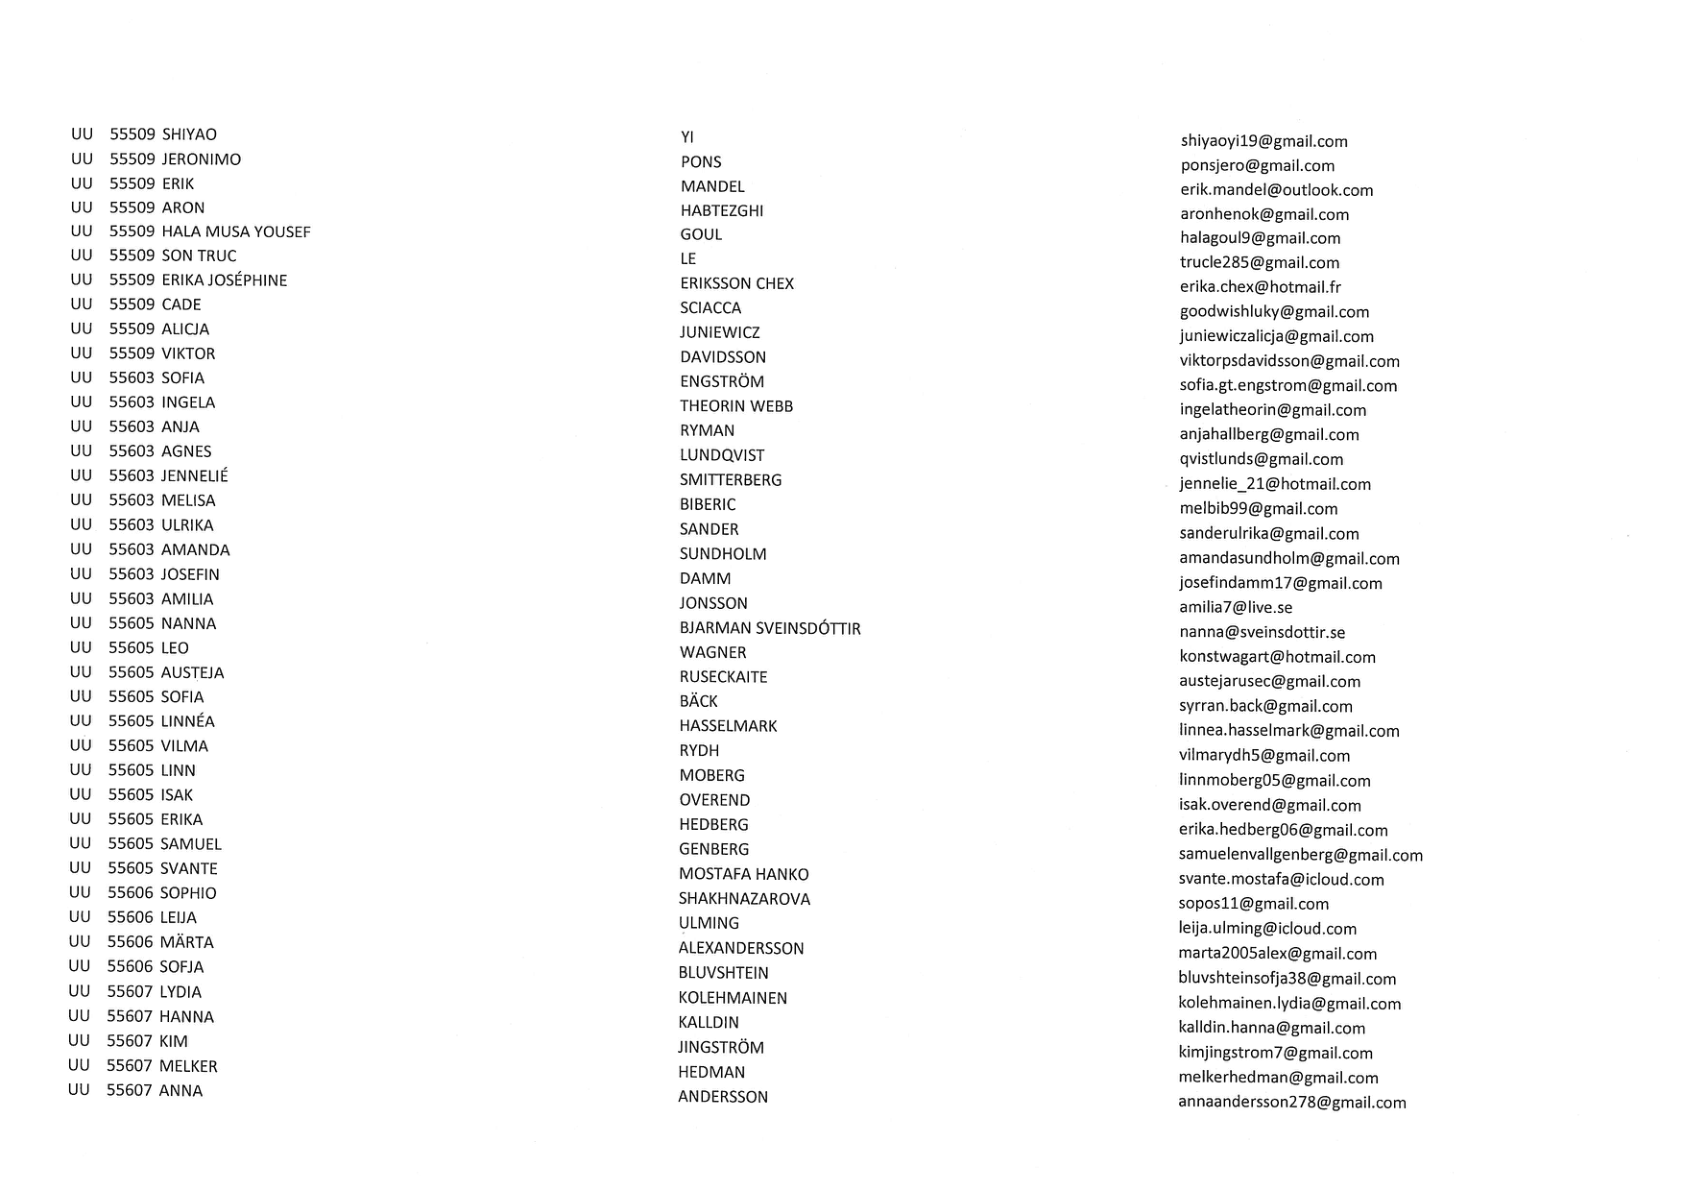 UU 55509 SHIYAO YI shiyaoyi19@gmail.com
UU 55509 JERONIMO PONS ponsjero@gmail.com
UU 55509 ERIK MANDEL erik.mandel@outlook.com
UU 55509 ARON HABTEZGHI aronhenok@gmail.com
UU 55509 HALA MUSA YOUSEF GOUL halagoul9@gmail.com
UU 55509 SON TRUC LE trucle285@gmail.com
UU 55509 ERIKA JOSÉPHINE ERIKSSON CHEX erika.chex@hotmail.fr
UU 55509 CADE SCIACCA goodwishluky@gmail.com
UU 55509 ALICJA JUNIEWICZ juniewiczalicja@gmail.com
UU 55509 VIKTOR DAVIDSSON viktorpsdavidsson@gmail.com
UU 55603 SOFIA ENGSTRÖM sofia.gt.engstrom@gmail.com
UU 55603 INGELA THEORIN WEBB ingelatheorin@gmail.com
UU 55603 ANJA RYMAN anjahallberg@gmail.com
UU 55603 AGNES LUNDQVIST qvistlunds@gmail.com
UU 55603 JENNELIÉ SMITTERBERG jennelie_21@hotmail.com
UU 55603 MELISA BIBERIC melbib99@gmail.com
UU 55603 ULRIKA SANDER sanderulrika@gmail.com
UU 55603 AMANDA SUNDHOLM amandasundholm@gmail.com
UU 55603 JOSEFIN DAMM josefindamm17@gmail.com
UU 55603 AMILIA JONSSON amilia7@live.se
UU 55605 NANNA BJARMAN SVEINSDÓTTIR nanna@sveinsdottir.se
UU 55605 LEO WAGNER konstwagart@hotmail.com
UU 55605 AUSTEJA RUSECKAITE austejarusec@gmail.com
UU 55605 SOFIA BÄCK syrran.back@gmail.com
UU 55605 LINNÉA HASSELMARK linnea.hasselmark@gmail.com
UU 55605 VILMA RYDH vilmarydh5@gmail.com
UU 55605 LINN MOBERG linnmoberg05@gmail.com
UU 55605 ISAK OVEREND isak.overend@gmail.com
UU 55605 ERIKA HEDBERG erika.hedberg06@gmail.com
UU 55605 SAMUEL GENBERG samuelenvallgenberg@gmail.com
UU 55605 SVANTE MOSTAFA HANKO svante.mostafa@icloud.com
UU 55606 SOPHIO SHAKHNAZAROVA sopos11@gmail.com
UU 55606 LEIJA ULMING leija.ulming@icloud.com
UU 55606 MÄRTA ALEXANDERSSON marta2005alex@gmail.com
UU 55606 SOFJA BLUVSHTEIN bluvshteinsofja38@gmail.com
UU 55607 LYDIA KOLEHMAINEN kolehmainen.lydia@gmail.com
UU 55607 HANNA KALLDIN kalldin.hanna@gmail.com
UU 55607 KIM JINGSTRÖM kimjingstrom7@gmail.com
UU 55607 MELKER HEDMAN melkerhedman@gmail.com
UU 55607 ANNA ANDERSSON annaandersson278@gmail.com